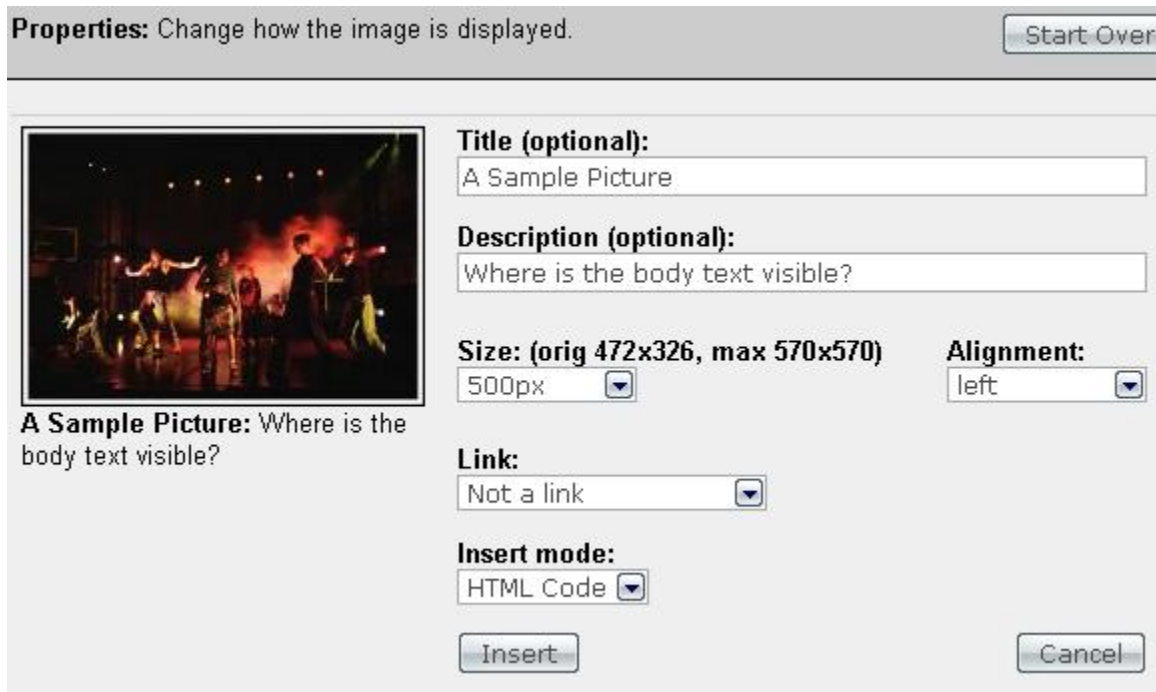 Properties: Change how the image is displayed.
Start Over
Title (optional):
A Sample Picture
Description (optional):
Where is the body text visible?
Size: (orig 472x326, max 570x570)
Alignment:
500px
left
A Sample Picture: Where is the
body text visible?
Link:
Not a link
Insert mode:
HTML Code
Insert
Cancel